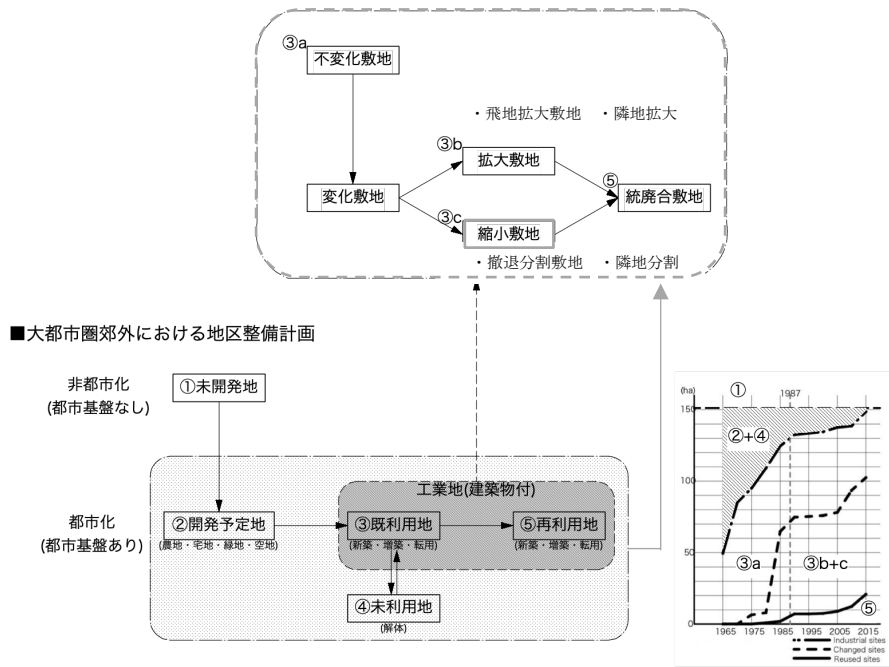 ③a
不変化敷地
・飛地拡大敷地 ・隣地拡大
③b
拡大敷地
⑤
変化敷地
統廃合敷地
③c
縮小敷地
・撤退分割敷地 ・隣地分割
■大都市圏郊外における地区整備計画
非都市化
(都市基盤なし)
①未開発地
工業地(建築物付)
都市化
(都市基盤あり)
②開発予定地
(農地・宅地・緑地・空地)
③既利用地
(新築・増築・転用)
⑤再利用地
(新築・増築・転用)
④未利用地
(解体)
(ha)
①
1987
150
②+④
100
50
③a
③b+c
⑤
0
1965 1975 1985 1995 2005 2015
Industrial sites
Changed sites
Reused sites